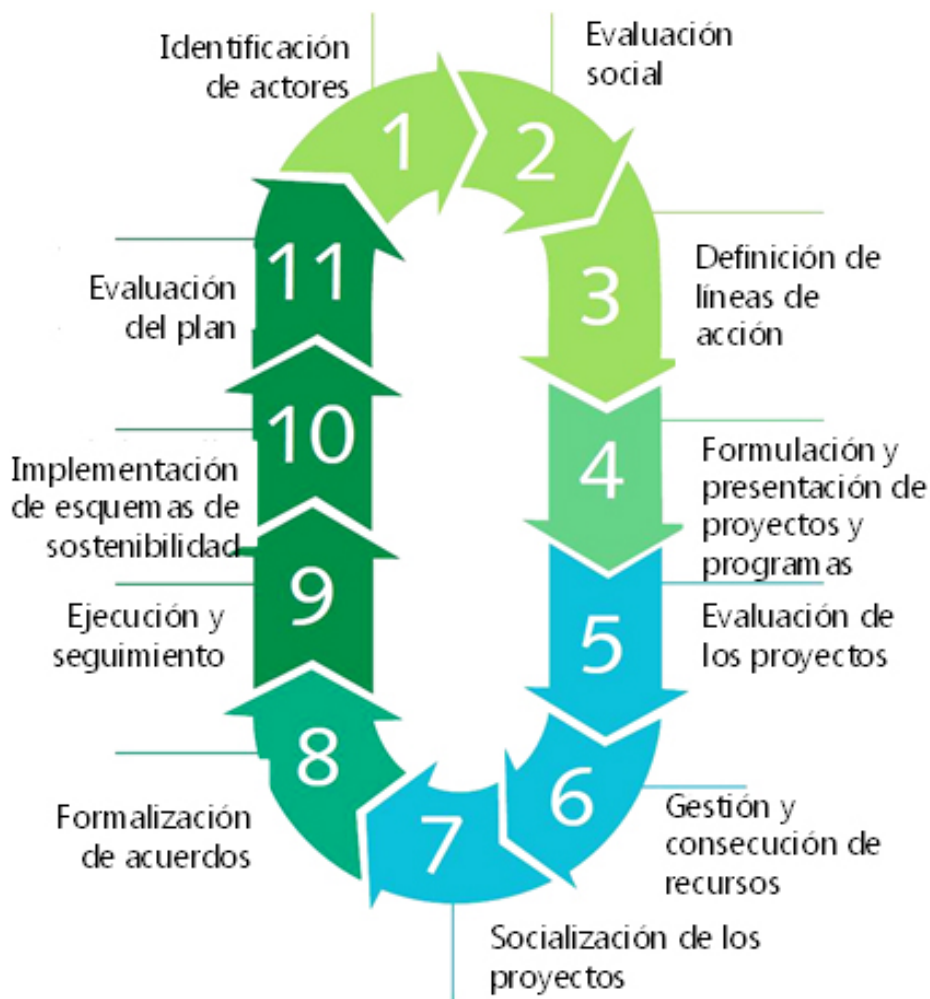 1
Identificación
de actores
2
Evaluación
social
3
Definición de
líneas de
acción
4
Formulación y
presentación de
proyectos y
programas
5
Evaluación de
los proyectos
6
Gestión y
consecución de
recursos
7
Socialización de los
proyectos
8
Formalización
de acuerdos
9
Ejecución y
seguimiento
10
Implementación
de esquemas de
sostenibilidad
11
Evaluación
del plan